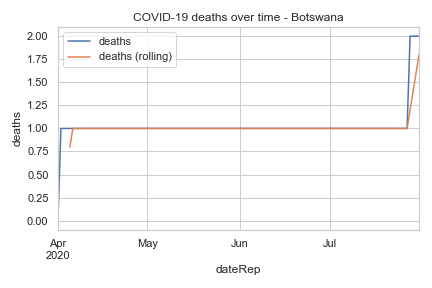 COVID-19 deaths over time - Botswana
deaths
deaths (rolling)
2.00
1.75
1.50
1.25
1.00
0.75
0.50
0.25
0.00
deaths
Apr May Jun Jul
2020
dateRep